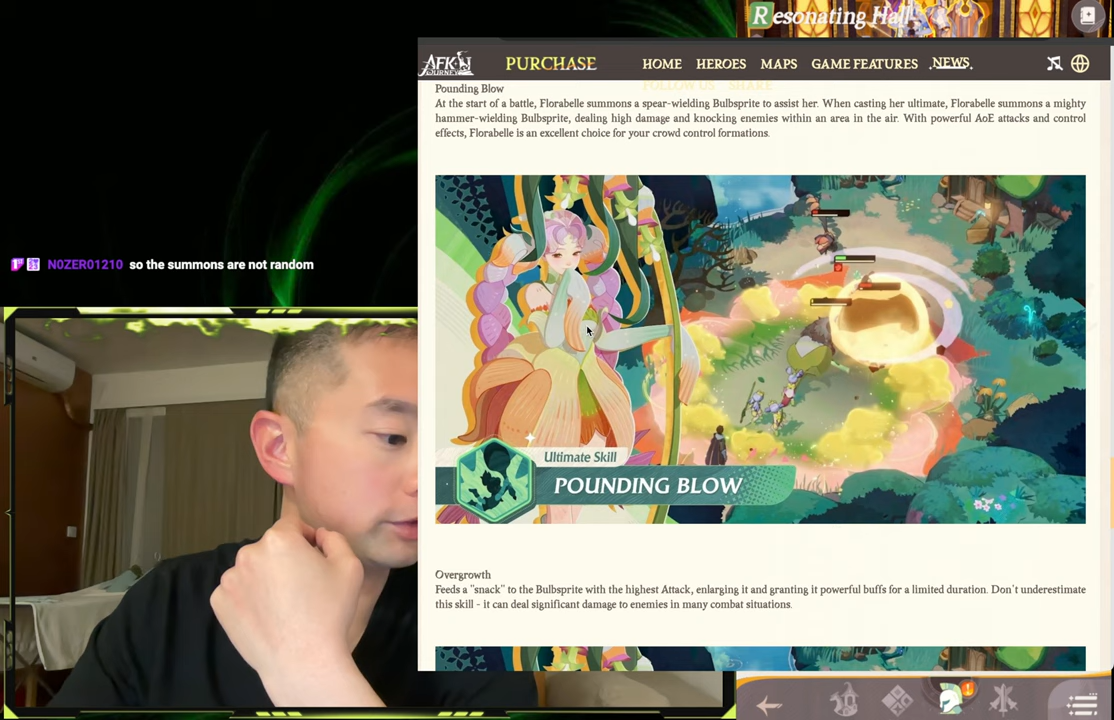 Resonating Hall
AFK
JOURNEY
PURCHASE
HOME
HEROES
MAPS
GAME FEATURES
NEWS
FOLLOW US
SHARE
Pounding Blow
At the start of a battle, Florabelle summons a spear-wielding Bulbsprite to assist her. When casting her ultimate, Florabelle summons a mighty
hammer-wielding Bulbsprite, dealing high damage and knocking enemies within an area in the air. With powerful AoE attacks and control
effects, Florabelle is an excellent choice for your crowd control formations.
N0ZER01210 so the summons are not random
Ultimate Skill
POUNDING BLOW
Overgrowth
Feeds a "snack" to the Bulbsprite with the highest Attack, enlarging it and granting it powerful buffs for a limited duration. Don't underestimate
this skill - it can deal significant damage to enemies in many combat situations.